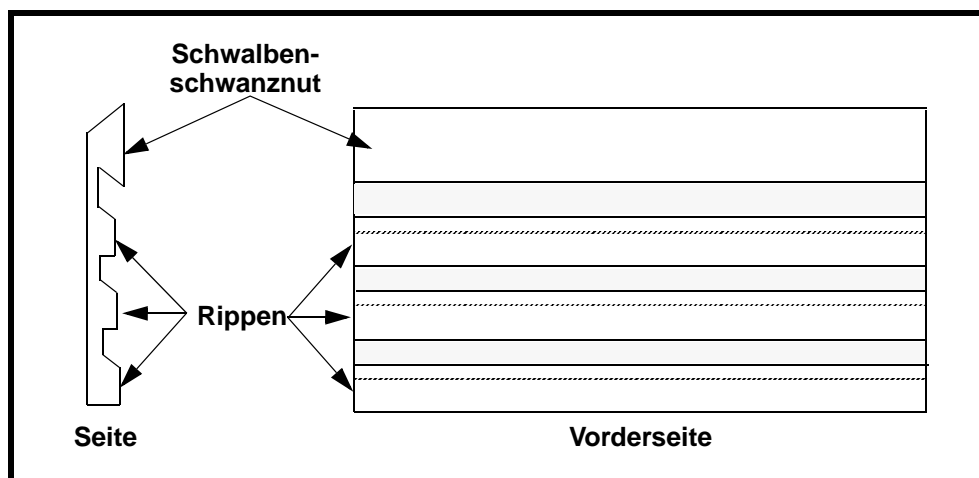 Schwalben-
schwanznut
Rippen
Seite
Vorderseite